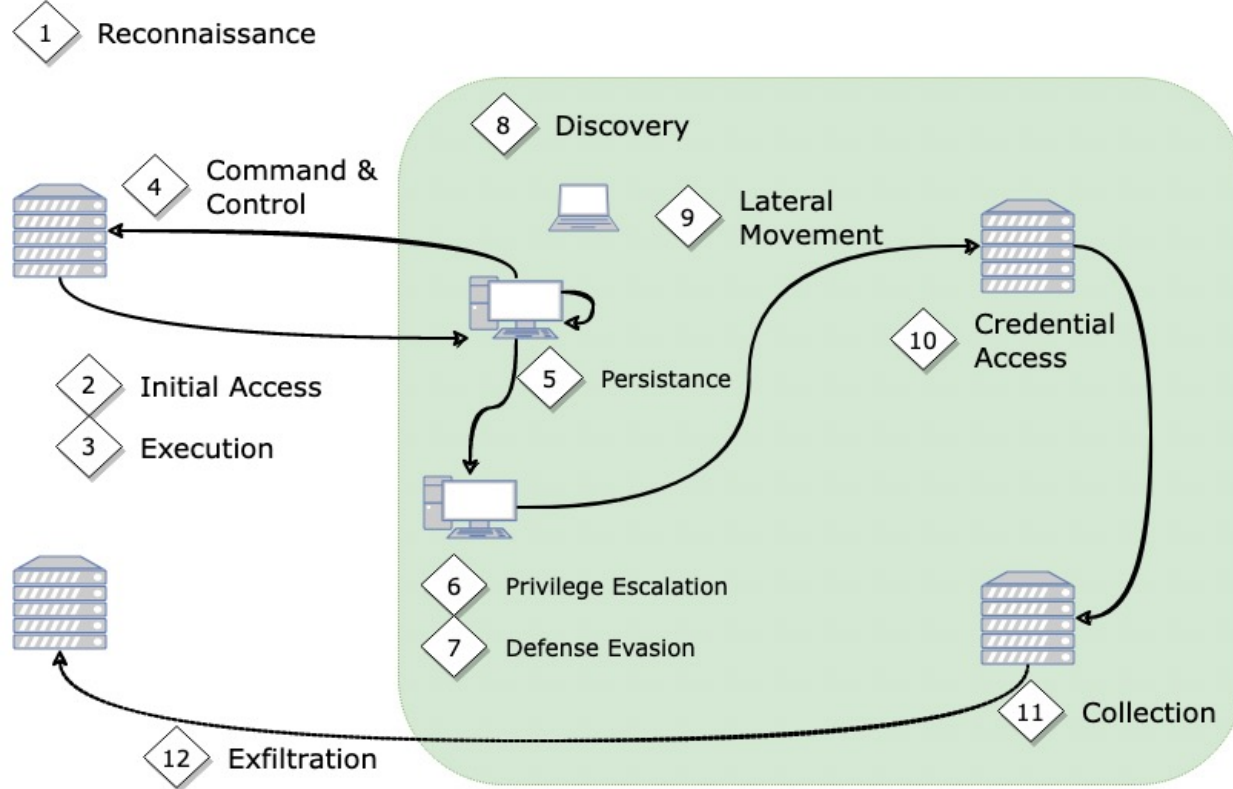 1 Reconnaissance
8 Discovery
4 Command &
Control
9 Lateral
Movement
10 Credential
Access
5 Persistance
2 Initial Access
3 Execution
6 Privilege Escalation
7 Defense Evasion
11 Collection
12 Exfiltration